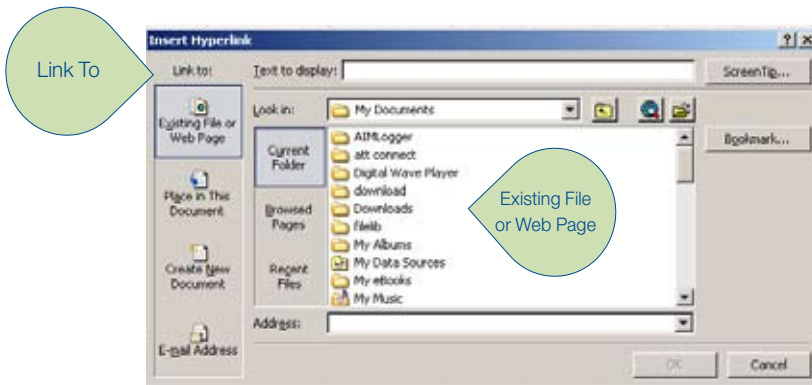 Insert Hyperlink
Link To
Link to:
Text to display:
ScreenTip...
Existing File or
Web Page
Look in:
My Documents
Bookmark...
Current
Folder
AIMLogger
att connect
Digital Wave Player
download
Downloads
filelib
My Albums
My Data Sources
My eBooks
My Music
Existing File
or Web Page
Place in This
Document
Browsed
Pages
Create New
Document
Recent
Files
Address:
E-mail Address
OK
Cancel